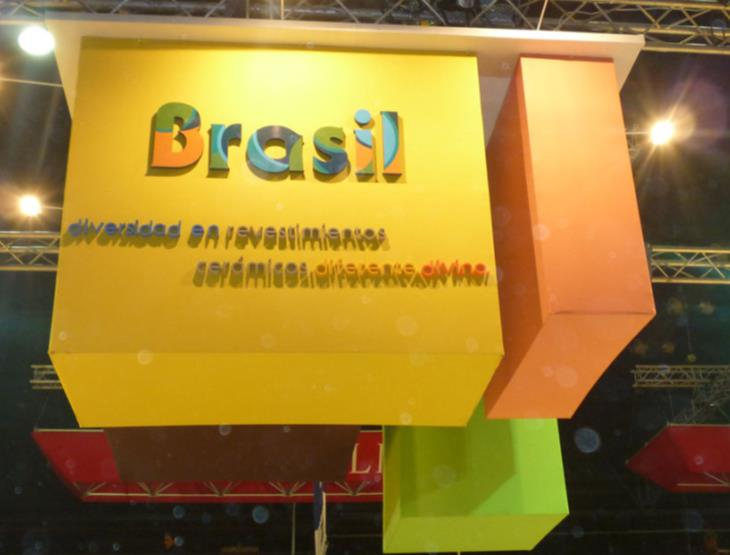 Brasil
diversidad en revestimientos
cerámicos diferente.divino.